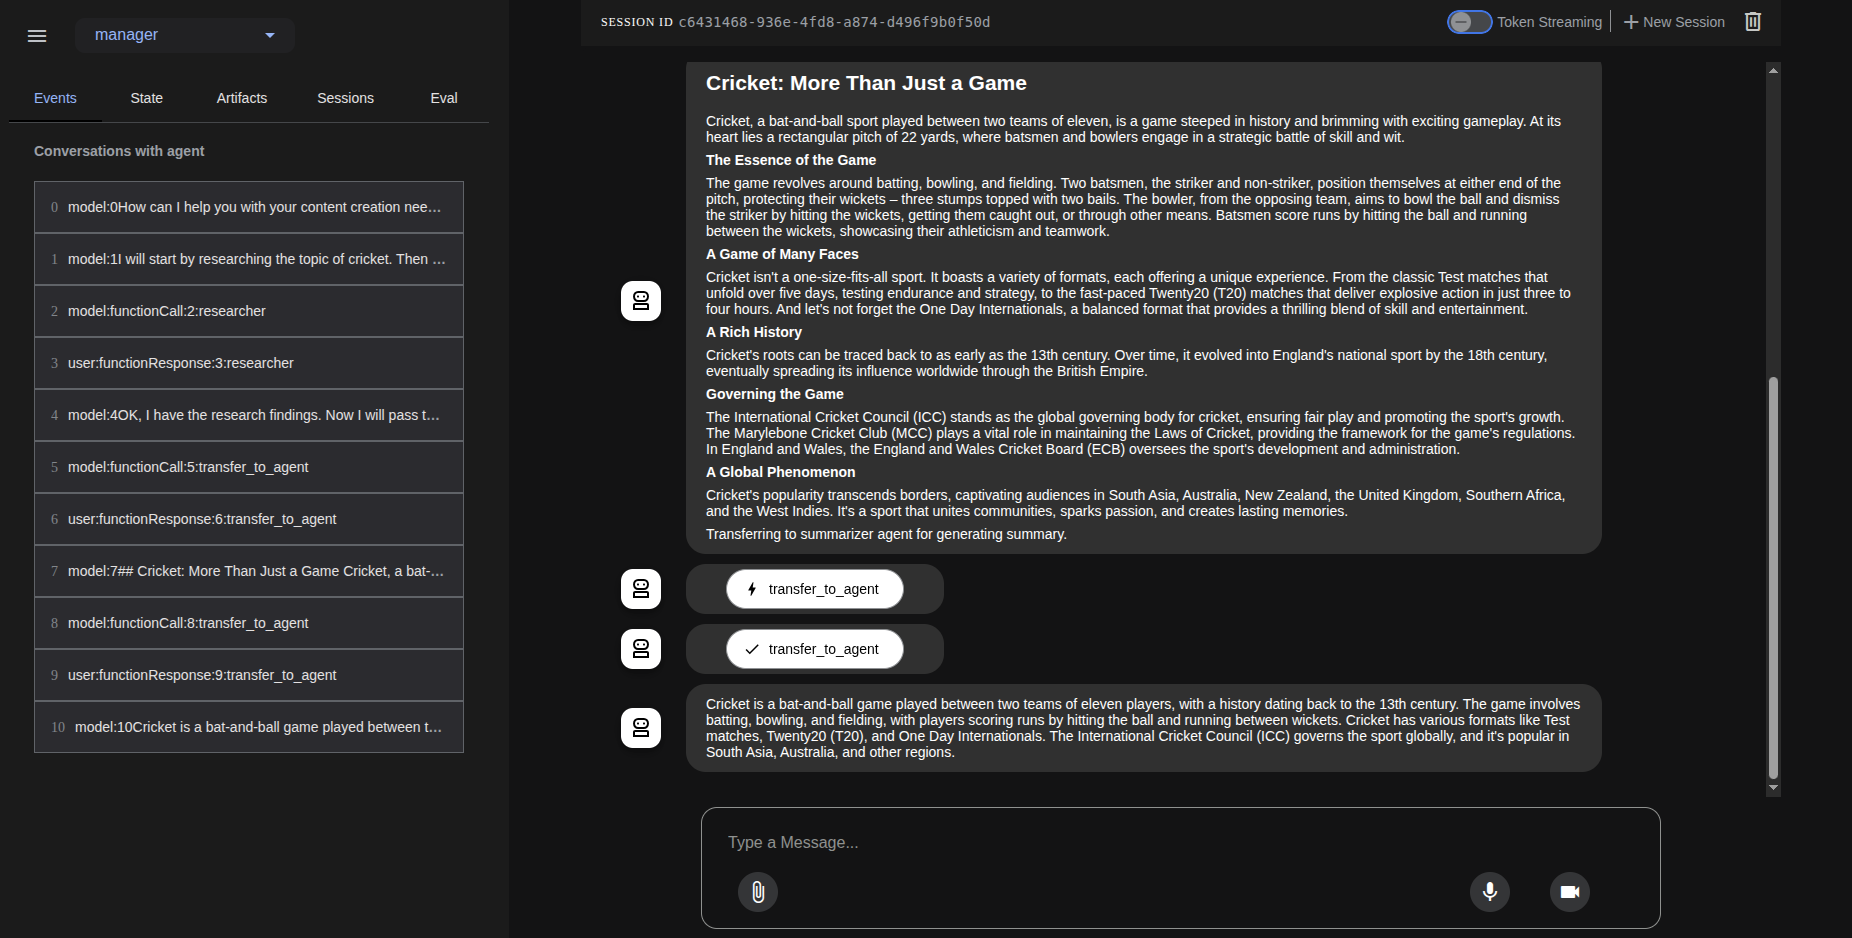 manager
Events State Artifacts Sessions Eval
Conversations with agent
0 model:0How can I help you with your content creation nee…
1 model:1I will start by researching the topic of cricket. Then …
2 model:functionCall:2:researcher
3 user:functionResponse:3:researcher
4 model:4OK, I have the research findings. Now I will pass t…
5 model:functionCall:5:transfer_to_agent
6 user:functionResponse:6:transfer_to_agent
7 model:7## Cricket: More Than Just a Game Cricket, a bat-…
8 model:functionCall:8:transfer_to_agent
9 user:functionResponse:9:transfer_to_agent
10 model:10Cricket is a bat-and-ball game played between t…
SESSION ID c6431468-936e-4fd8-a874-d496f9b0f50d
Token Streaming
New Session
Cricket: More Than Just a Game
Cricket, a bat-and-ball sport played between two teams of eleven, is a game steeped in history and brimming with exciting gameplay. At its
heart lies a rectangular pitch of 22 yards, where batsmen and bowlers engage in a strategic battle of skill and wit.
The Essence of the Game
The game revolves around batting, bowling, and fielding. Two batsmen, the striker and non-striker, position themselves at either end of the
pitch, protecting their wickets – three stumps topped with two bails. The bowler, from the opposing team, aims to bowl the ball and dismiss
the striker by hitting the wickets, getting them caught out, or through other means. Batsmen score runs by hitting the ball and running
between the wickets, showcasing their athleticism and teamwork.
A Game of Many Faces
Cricket isn't a one-size-fits-all sport. It boasts a variety of formats, each offering a unique experience. From the classic Test matches that
unfold over five days, testing endurance and strategy, to the fast-paced Twenty20 (T20) matches that deliver explosive action in just three to
four hours. And let's not forget the One Day Internationals, a balanced format that provides a thrilling blend of skill and entertainment.
A Rich History
Cricket's roots can be traced back to as early as the 13th century. Over time, it evolved into England's national sport by the 18th century,
eventually spreading its influence worldwide through the British Empire.
Governing the Game
The International Cricket Council (ICC) stands as the global governing body for cricket, ensuring fair play and promoting the sport's growth.
The Marylebone Cricket Club (MCC) plays a vital role in maintaining the Laws of Cricket, providing the framework for the game's regulations.
In England and Wales, the England and Wales Cricket Board (ECB) oversees the sport's development and administration.
A Global Phenomenon
Cricket's popularity transcends borders, captivating audiences in South Asia, Australia, New Zealand, the United Kingdom, Southern Africa,
and the West Indies. It's a sport that unites communities, sparks passion, and creates lasting memories.
Transferring to summarizer agent for generating summary.
transfer_to_agent
transfer_to_agent
Cricket is a bat-and-ball game played between two teams of eleven players, with a history dating back to the 13th century. The game involves
batting, bowling, and fielding, with players scoring runs by hitting the ball and running between wickets. Cricket has various formats like Test
matches, Twenty20 (T20), and One Day Internationals. The International Cricket Council (ICC) governs the sport globally, and it's popular in
South Asia, Australia, and other regions.
Type a Message...